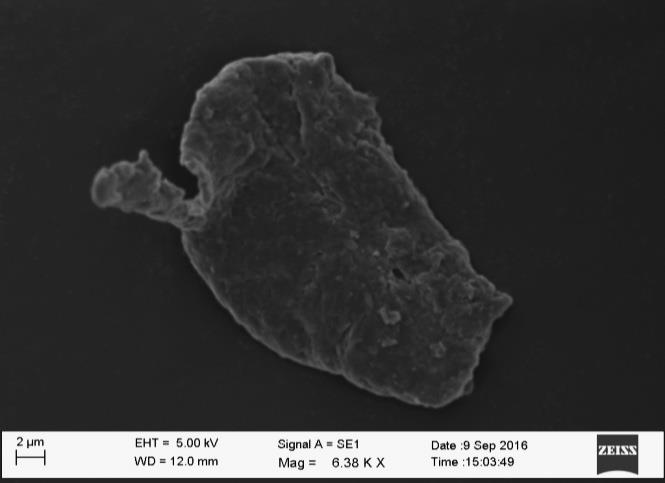 2 µm
EHT = 5.00 kV
WD = 12.0 mm
Signal A = SE1
Mag = 6.38 K X
Date :9 Sep 2016
Time :15:03:49
ZEISS